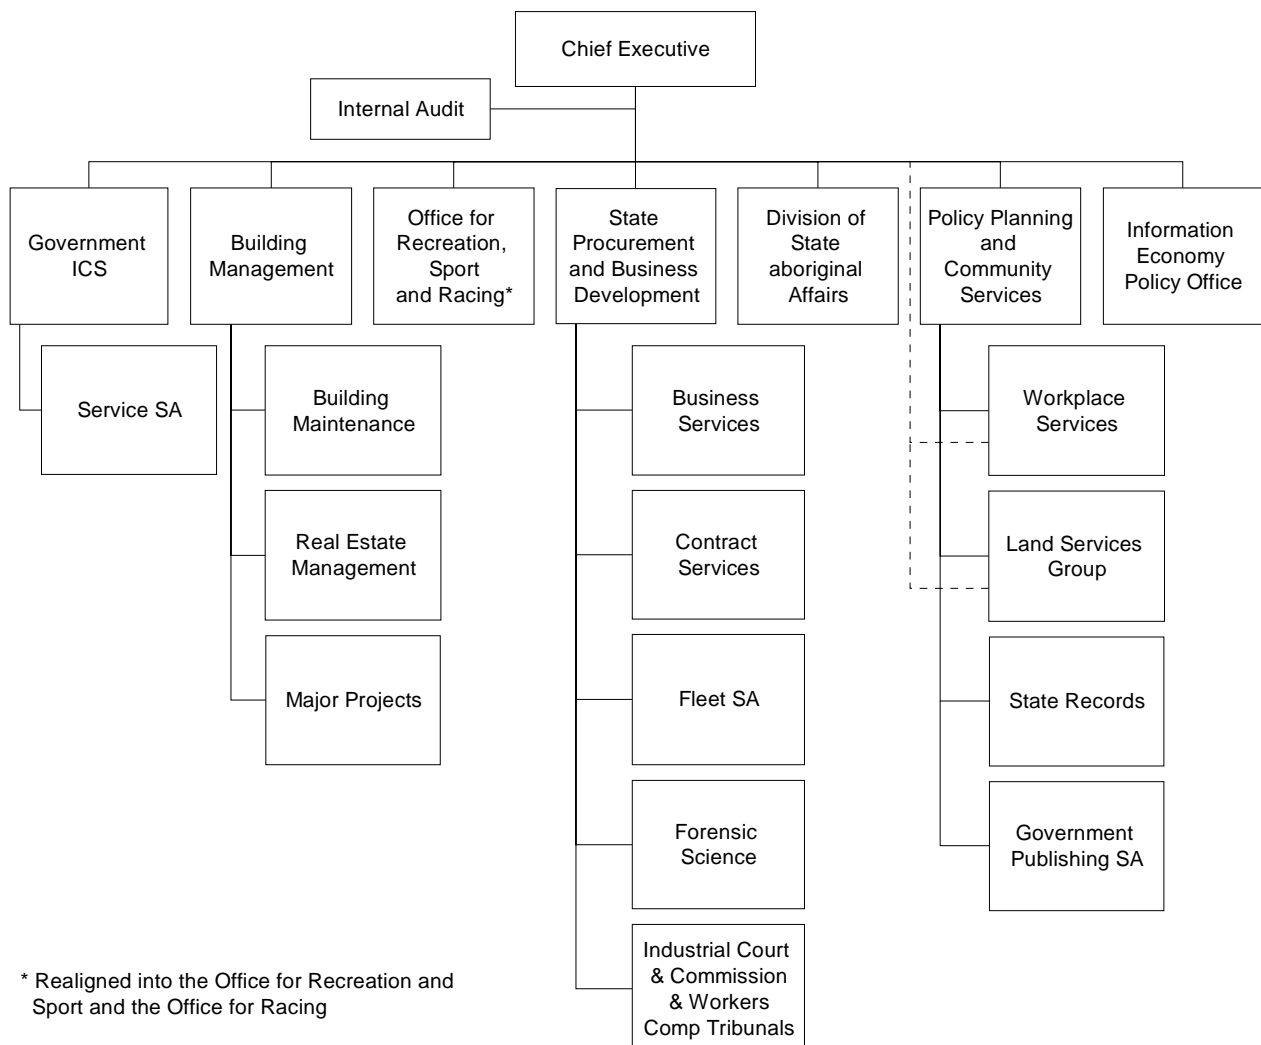 Chief Executive
Internal Audit
Government
ICS
Building
Management
Office for
Recreation,
Sport
and Racing*
State
Procurement
and Business
Development
Division of
State
aboriginal
Affairs
Policy Planning
and
Community
Services
Information
Economy
Policy Office
Service SA
Building
Maintenance
Real Estate
Management
Major Projects
Business
Services
Contract
Services
Fleet SA
Forensic
Science
Industrial Court
& Commission
& Workers
Comp Tribunals
Workplace
Services
Land Services
Group
State Records
Government
Publishing SA
* Realigned into the Office for Recreation and
Sport and the Office for Racing